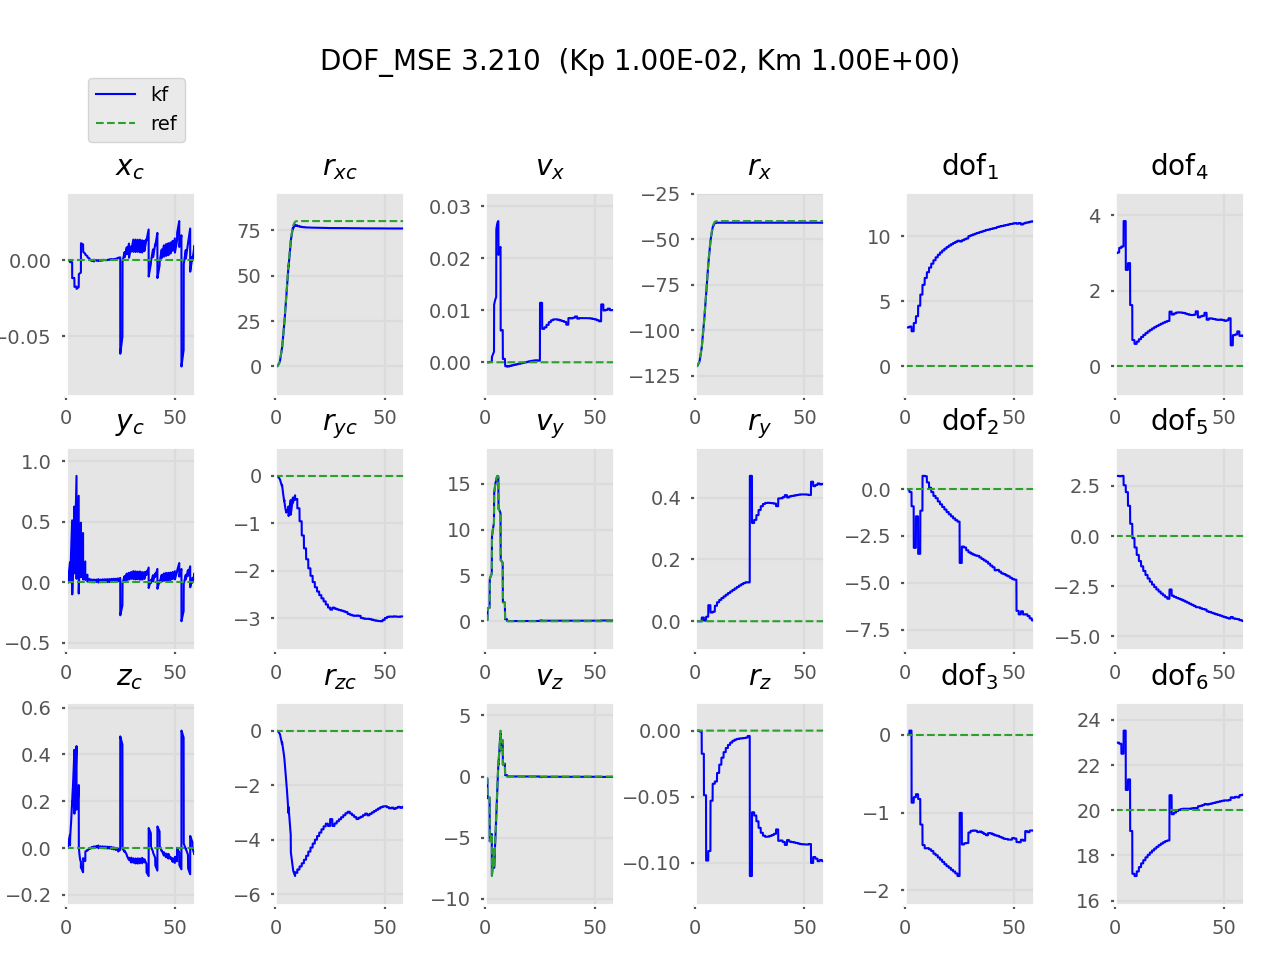 DOF_MSE 3.210 (Kp 1.00E-02, Km 1.00E+00)
kf
ref
x_c r_xc v_x r_x dof_1 dof_4
0.00 −0.05 0 50
75 50 25 0 0 50
0.03 0.02 0.01 0.00 0 50
−25 −50 −75 −100 −125 0 50
10 5 0 0 50
4 2 0 0 50
y_c r_yc v_y r_y dof_2 dof_5
1.0 0.5 0.0 −0.5 0 50
0 −1 −2 −3 0 50
15 10 5 0 0 50
0.4 0.2 0.0 0 50
0.0 −2.5 −5.0 −7.5 0 50
2.5 0.0 −2.5 −5.0 0 50
z_c r_zc v_z r_z dof_3 dof_6
0.6 0.4 0.2 0.0 −0.2 0 50
0 −2 −4 −6 0 50
5 0 −5 −10 0 50
0.00 −0.05 −0.10 0 50
0 −1 −2 0 50
24 22 20 18 16 0 50